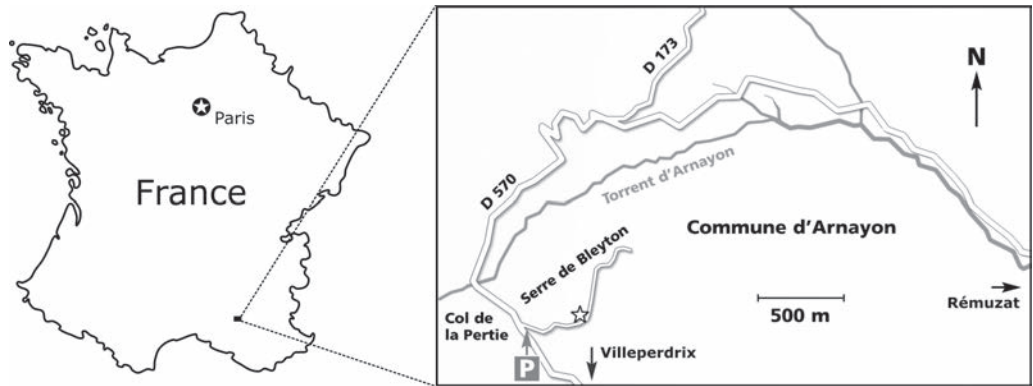 Paris
France
D 173
N
D 570
Torrent d'Arnayon
Commune d'Arnayon
Serre de Bleyton
Rémuzat
500 m
Col de
la Pertie
P
Villeperdrix